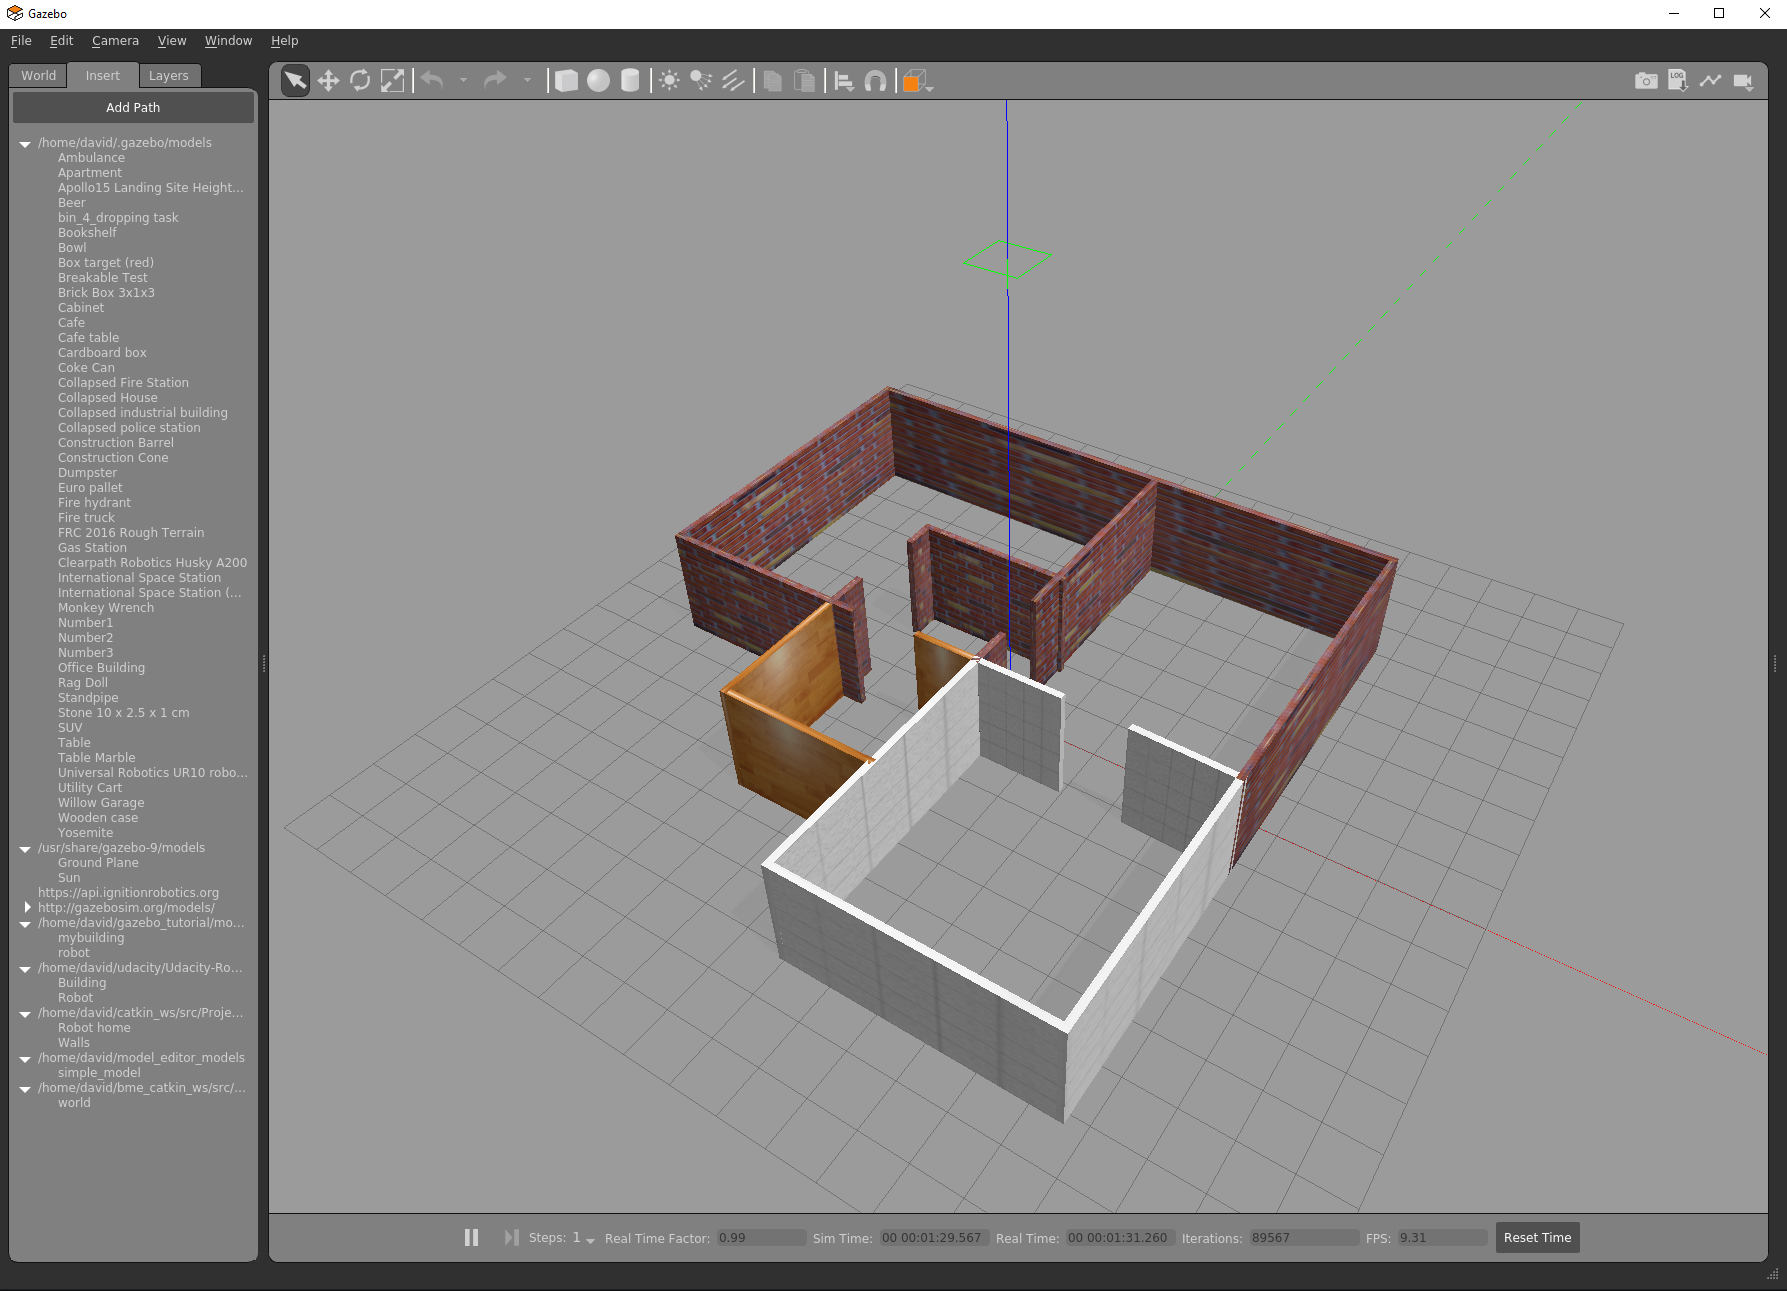 Gazebo
File Edit Camera View Window Help
World Insert Layers
LOG
Add Path
/home/david/.gazebo/models
Ambulance
Apartment
Apollo15 Landing Site Height...
Beer
bin_4_dropping task
Bookshelf
Bowl
Box target (red)
Breakable Test
Brick Box 3x1x3
Cabinet
Cafe
Cafe table
Cardboard box
Coke Can
Collapsed Fire Station
Collapsed House
Collapsed industrial building
Collapsed police station
Construction Barrel
Construction Cone
Dumpster
Euro pallet
Fire hydrant
Fire truck
FRC 2016 Rough Terrain
Gas Station
Clearpath Robotics Husky A200
International Space Station
International Space Station (...
Monkey Wrench
Number1
Number2
Number3
Office Building
Rag Doll
Standpipe
Stone 10 x 2.5 x 1 cm
SUV
Table
Table Marble
Universal Robotics UR10 robo...
Utility Cart
Willow Garage
Wooden case
Yosemite
/usr/share/gazebo-9/models
Ground Plane
Sun
https://api.ignitionrobotics.org
http://gazebosim.org/models/
/home/david/gazebo_tutorial/mo...
mybuilding
robot
/home/david/udacity/Udacity-Ro...
Building
Robot
/home/david/catkin_ws/src/Proje...
Robot home
Walls
/home/david/model_editor_models
simple_model
/home/david/bme_catkin_ws/src/...
world
Steps: 1 Real Time Factor: 0.99 Sim Time: 00 00:01:29.567 Real Time: 00 00:01:31.260 Iterations: 89567 FPS: 9.31 Reset Time